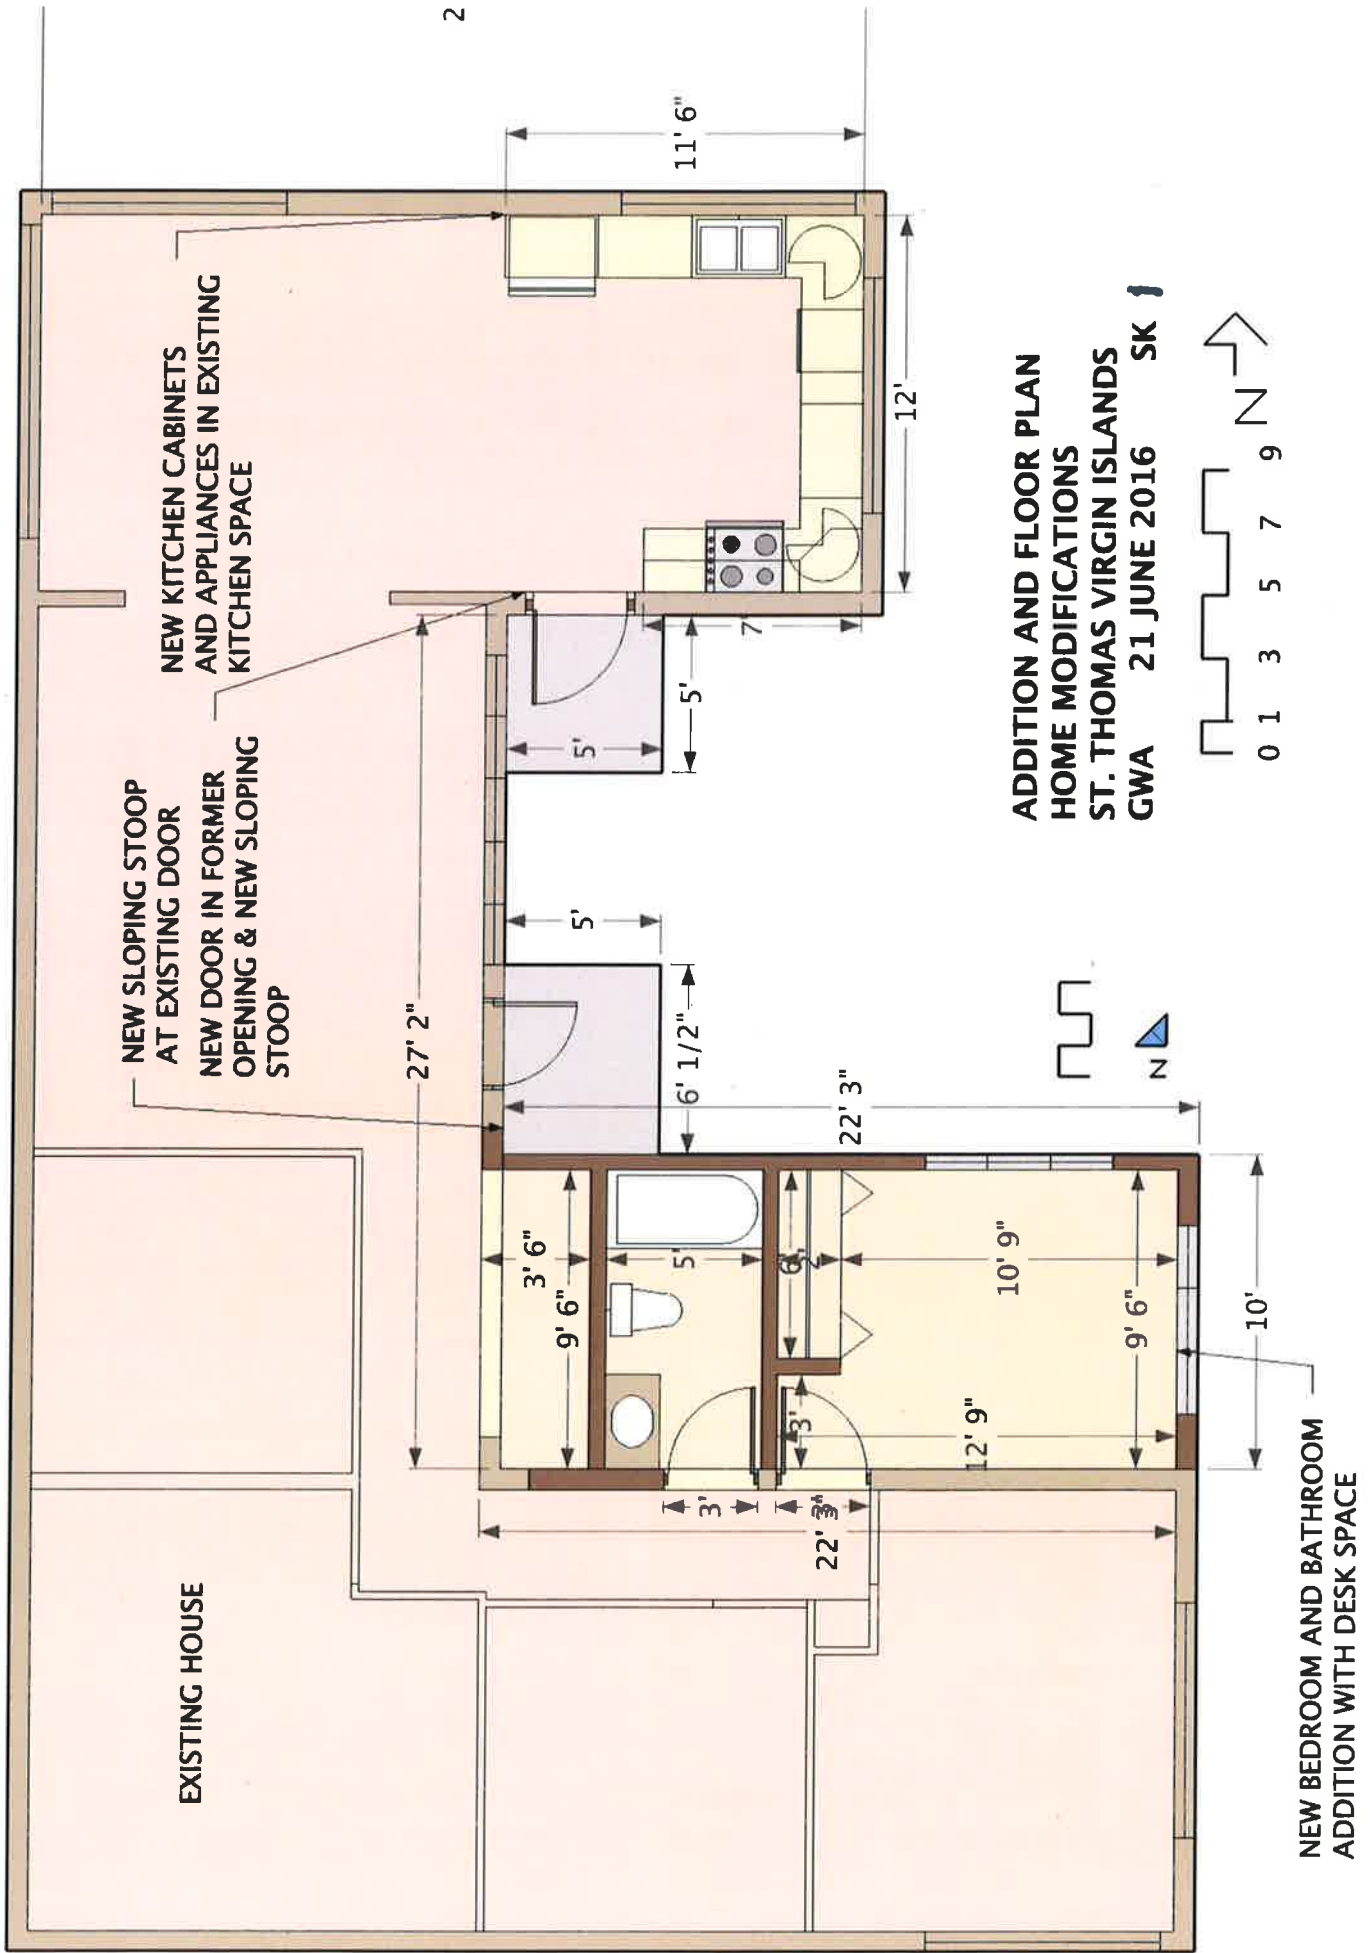 EXISTING HOUSE
NEW SLOPING STOOP
AT EXISTING DOOR
NEW DOOR IN FORMER
OPENING & NEW SLOPING
STOOP
NEW KITCHEN CABINETS
AND APPLIANCES IN EXISTING
KITCHEN SPACE
2
11' 6"
27' 2"
12'
7'
5'
5'
5'
6' 1/2"
22' 3"
3' 6"
9' 6"
5'
6'
2'
10' 9"
9' 6"
12' 9"
3'
3'
3'
22'
10'
NEW BEDROOM AND BATHROOM
ADDITION WITH DESK SPACE
N
ADDITION AND FLOOR PLAN
HOME MODIFICATIONS
ST. THOMAS VIRGIN ISLANDS
GWA 21 JUNE 2016 SK 1
0 1 3 5 7 9
N